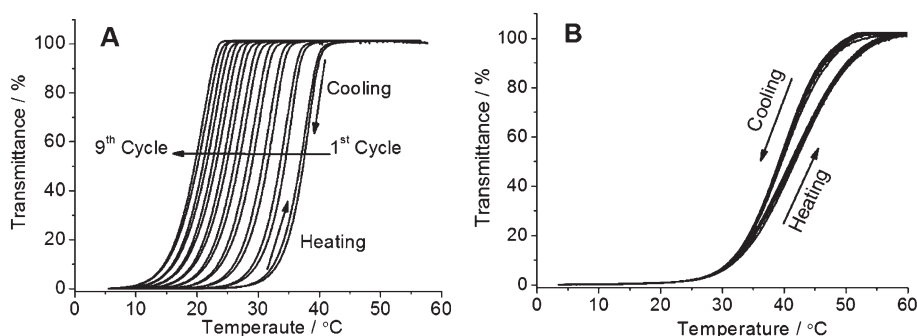 A
Transmittance / %
100
80
60
40
20
0
Cooling
9th Cycle
1st Cycle
Heating
0 10 20 30 40 50 60
Temperaute / °C
B
Transmittance / %
100
80
60
40
20
0
Cooling
Heating
0 10 20 30 40 50 60
Temperature / °C